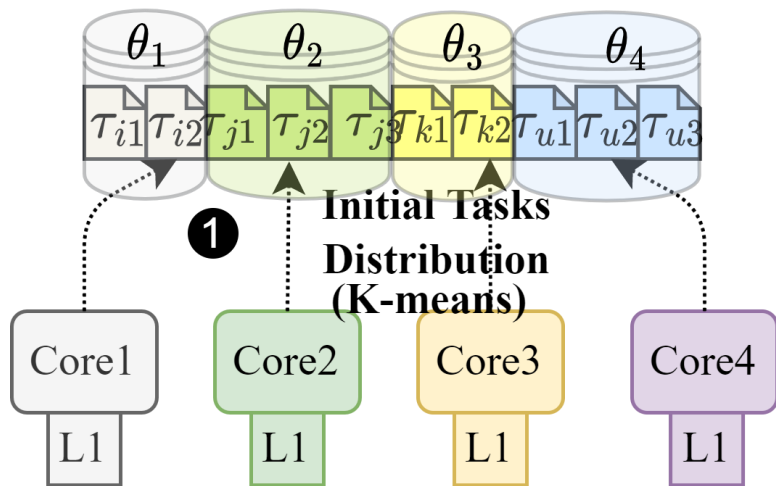 θ1 θ2 θ3 θ4
τi1 τi2 τj1 τj2 τj3 τk1 τk2 τu1 τu2 τu3
1
Initial Tasks
Distribution
(K-means)
Core1 Core2 Core3 Core4
L1 L1 L1 L1